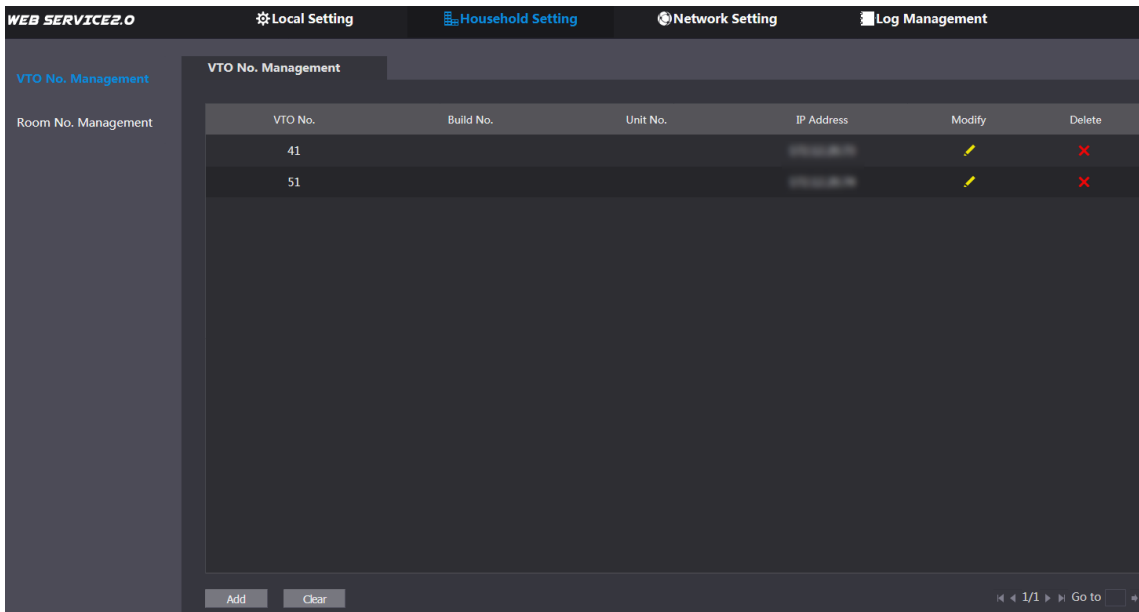 WEB SERVICE2.0 Local Setting Household Setting Network Setting Log Management
VTO No. Management
Room No. Management
VTO No. Management
VTO No. Build No. Unit No. IP Address Modify Delete
41
51
Add Clear 1/1 Go to